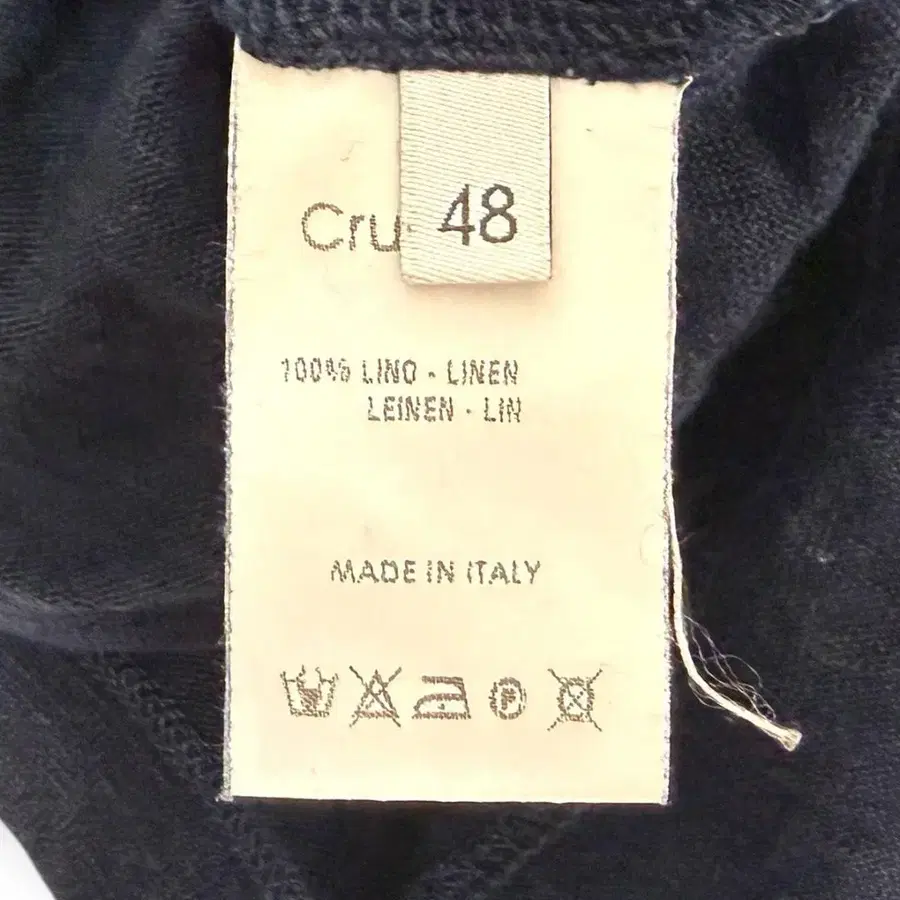 48
Cru
100% LINO - LINEN
LEINEN - LIN
MADE IN ITALY
P